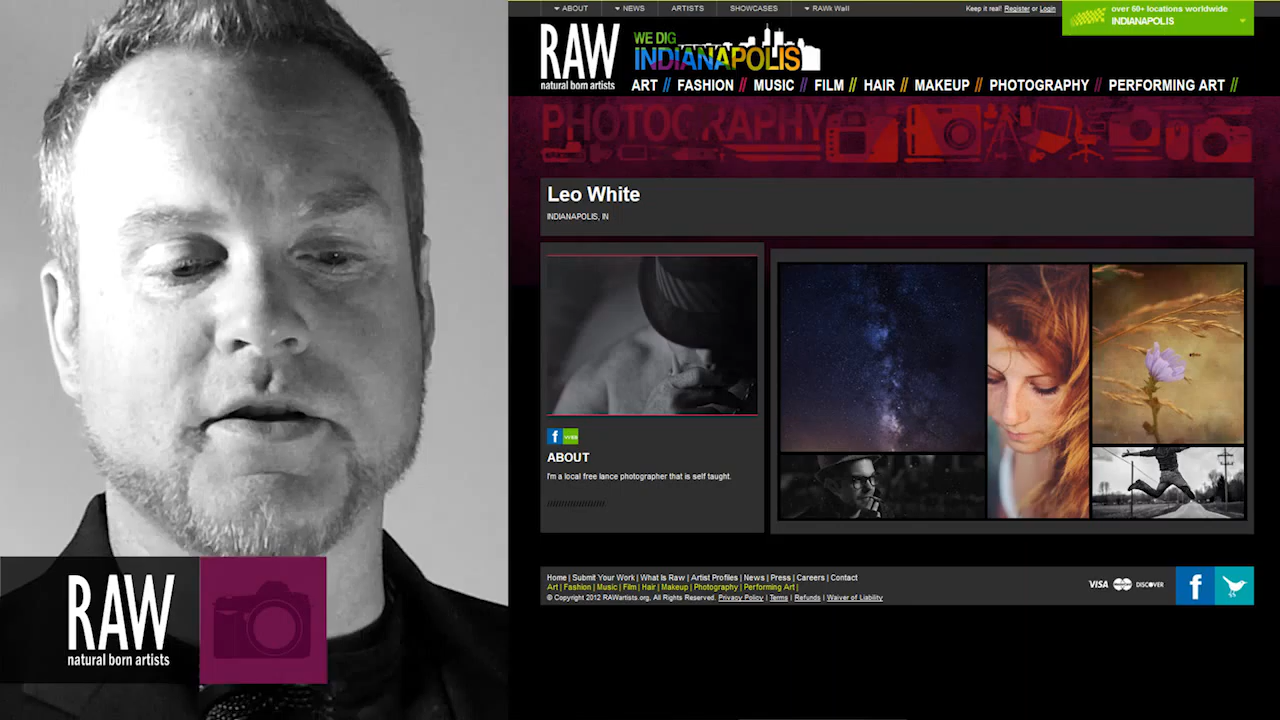 ABOUT NEWS ARTISTS SHOWCASES RAWk Wall Keep it real! Register or Login
over 60+ locations worldwide
INDIANAPOLIS
RAW
natural born artists
WE DIG
INDIANAPOLIS
ART // FASHION // MUSIC // FILM // HAIR // MAKEUP // PHOTOGRAPHY // PERFORMING ART //
PHOTOGRAPHY
Leo White
INDIANAPOLIS, IN
f WEB
ABOUT
I'm a local free lance photographer that is self taught.
///////////////////
Home | Submit Your Work | What Is Raw | Artist Profiles | News | Press | Careers | Contact
Art | Fashion | Music | Film | Hair | Makeup | Photography | Performing Art |
© Copyright 2012 RAWartists.org, All Rights Reserved. Privacy Policy | Terms | Refunds | Waiver of Liability
VISA DISCOVER f
RAW
natural born artists